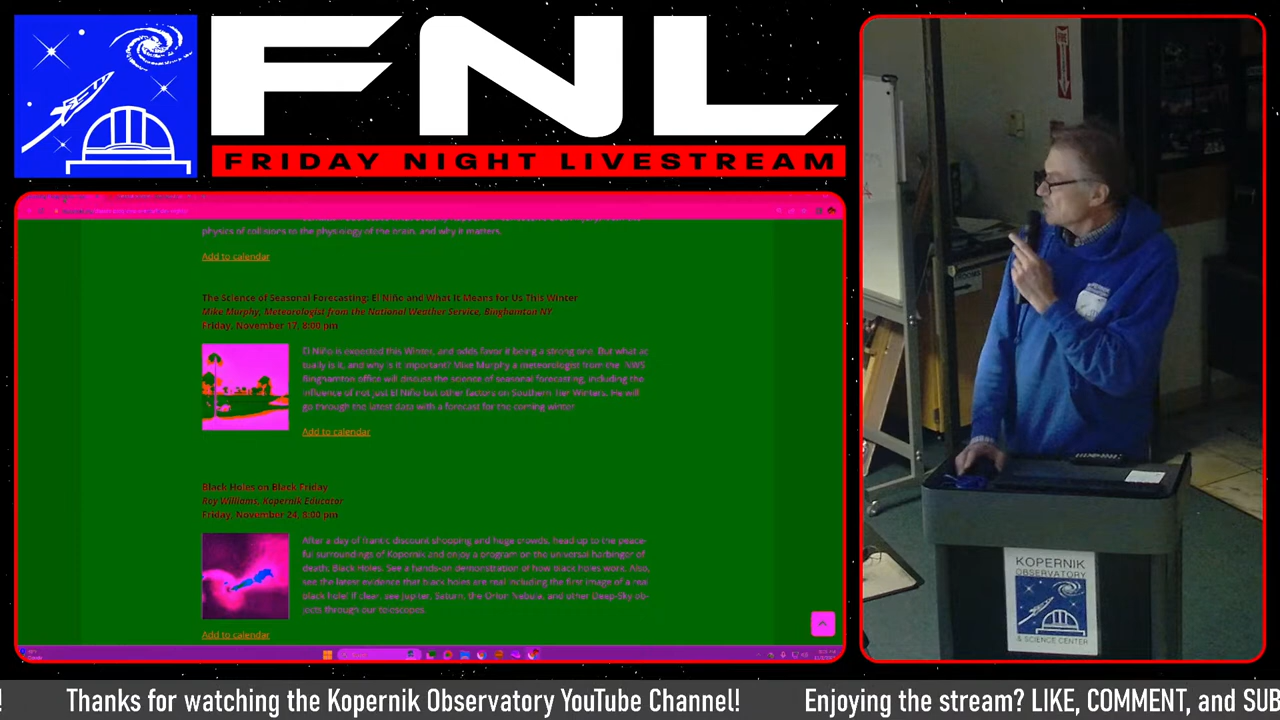 FNL
FRIDAY NIGHT LIVESTREAM
physics of collisions to the physiology of the brain, and why it matters.
Add to calendar
The Science of Seasonal Forecasting: El Niño and What It Means for Us This Winter
Mike Murphy, Meteorologist from the National Weather Service, Binghamton NY
Friday, November 17, 8:00 pm
El Niño is expected this Winter, and odds favor it being a strong one. But what ac
tually is it, and why is it important? Mike Murphy a meteorologist from the NWS
Binghamton office will discuss the science of seasonal forecasting, including the
influence of not just El Niño but other factors on Southern Tier Winters. He will
go through the latest data with a forecast for the coming winter
Add to calendar
Black Holes on Black Friday
Roy Williams, Kopernik Educator
Friday, November 24, 8:00 pm
After a day of frantic discount shopping and huge crowds, head up to the peace-
ful surroundings of Kopernik and enjoy a program on the universal harbingor of
death, Black Holes. See a hands-on demonstration of how black holes work. Also,
see the latest evidence that black holes are real including the first image of a real
black hole! If clear, see Jupiter, Saturn, the Orion Nebula, and other Deep-Sky ob-
jects through our telescopes.
Add to calendar
KOPERNIK
OBSERVATORY
& SCIENCE CENTER
! Thanks for watching the Kopernik Observatory YouTube Channel! Enjoying the stream? LIKE, COMMENT, and SUB